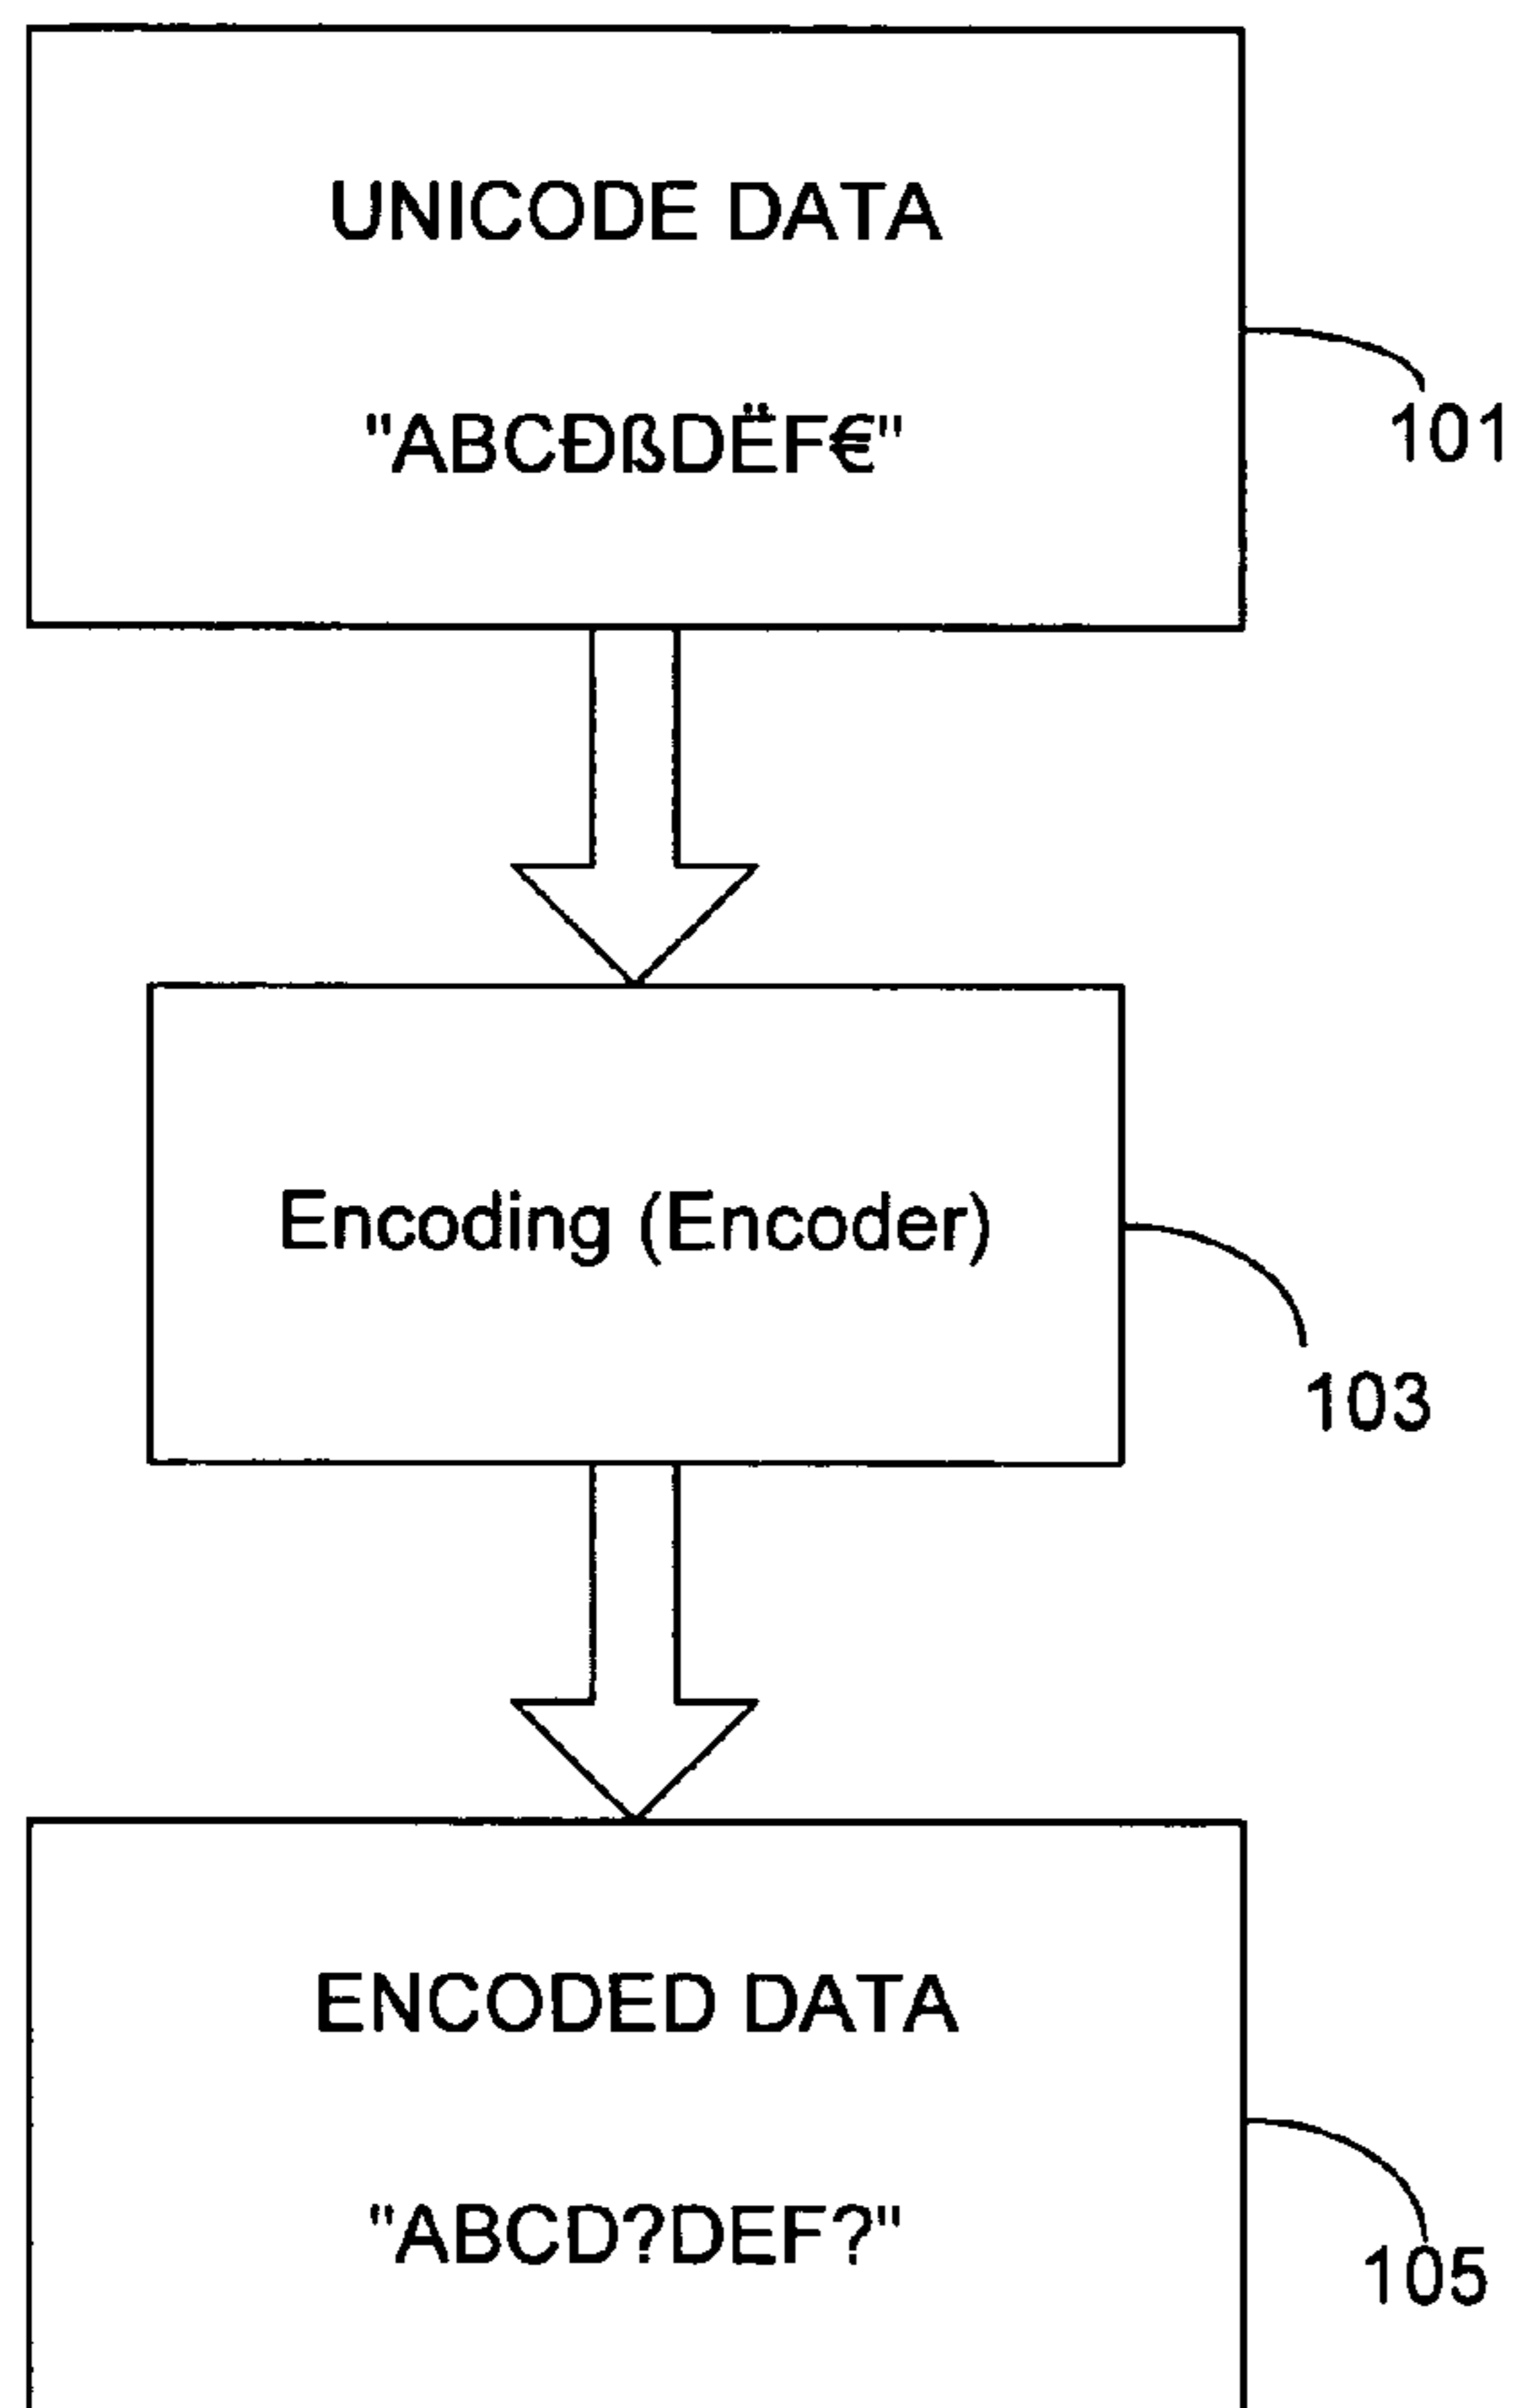 UNICODE DATA
"ABCĐßDËF€"
101
Encoding (Encoder)
103
ENCODED DATA
"ABCD?DEF?"
105